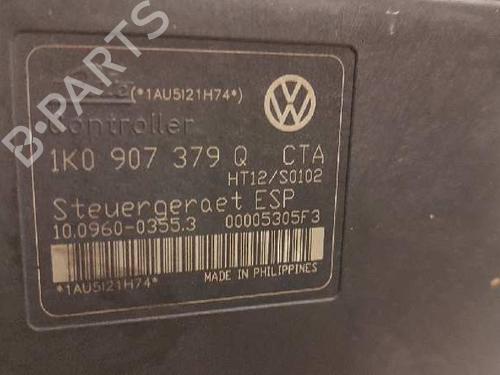 (*1AU5I21H74*)
Controller
1K0 907 379 Q CTA
HT12/S0102
Steuergeraet ESP
10.0960-0355.3 00005305F3
MADE IN PHILIPPINES
*1AU5I21H74*
B-PARTS